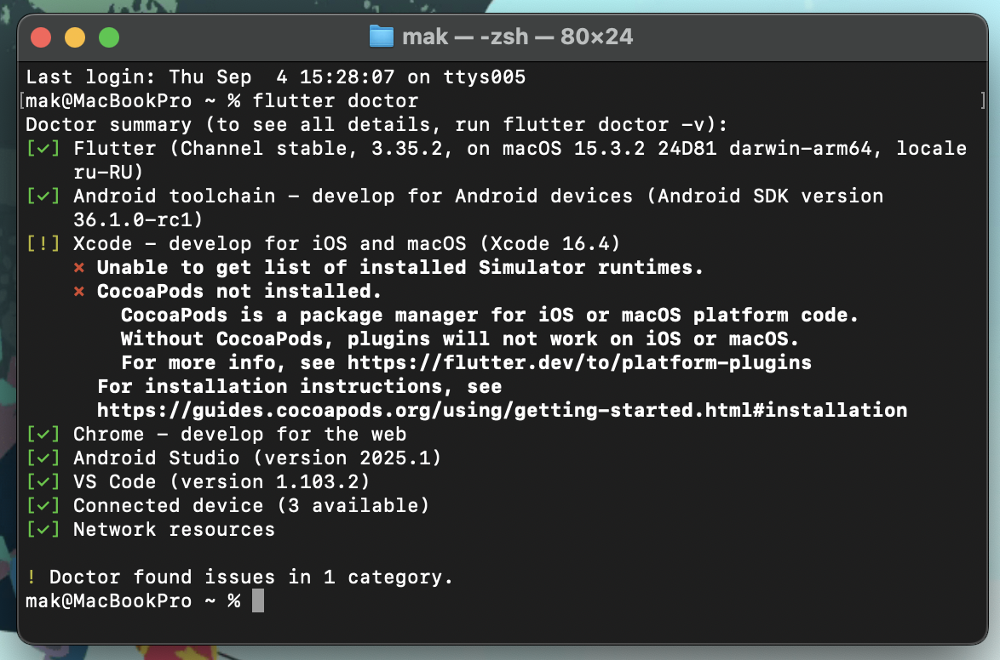 mak — -zsh — 80×24
Last login: Thu Sep  4 15:28:07 on ttys005
[mak@MacBookPro ~ % flutter doctor ]
Doctor summary (to see all details, run flutter doctor -v):
[✓] Flutter (Channel stable, 3.35.2, on macOS 15.3.2 24D81 darwin-arm64, locale
    ru-RU)
[✓] Android toolchain - develop for Android devices (Android SDK version
    36.1.0-rc1)
[!] Xcode - develop for iOS and macOS (Xcode 16.4)
    ✗ Unable to get list of installed Simulator runtimes.
    ✗ CocoaPods not installed.
        CocoaPods is a package manager for iOS or macOS platform code.
        Without CocoaPods, plugins will not work on iOS or macOS.
        For more info, see https://flutter.dev/to/platform-plugins
      For installation instructions, see
      https://guides.cocoapods.org/using/getting-started.html#installation
[✓] Chrome - develop for the web
[✓] Android Studio (version 2025.1)
[✓] VS Code (version 1.103.2)
[✓] Connected device (3 available)
[✓] Network resources
! Doctor found issues in 1 category.
mak@MacBookPro ~ %